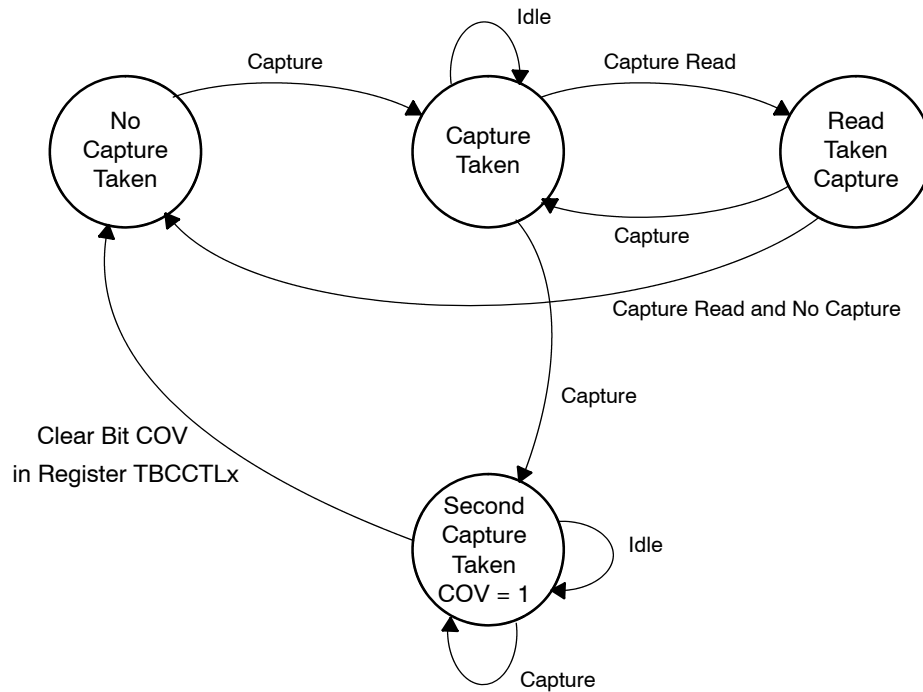 Idle
Capture
Capture Read
No
Capture
Taken
Capture
Taken
Read
Taken
Capture
Capture
Capture Read and No Capture
Capture
Clear Bit COV
in Register TBCCTLx
Second
Capture
Taken
COV = 1
Idle
Capture